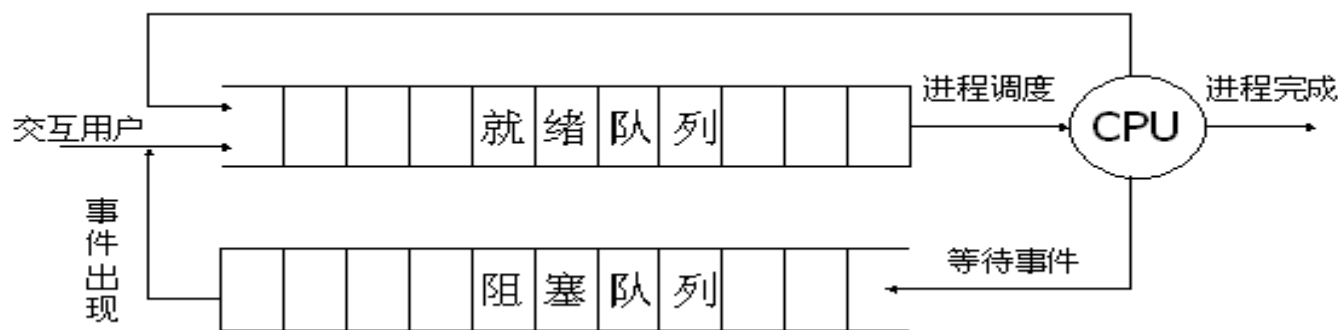 进程调度
进程完成
交互用户
就绪队列
CPU
事件出现
阻塞队列
等待事件